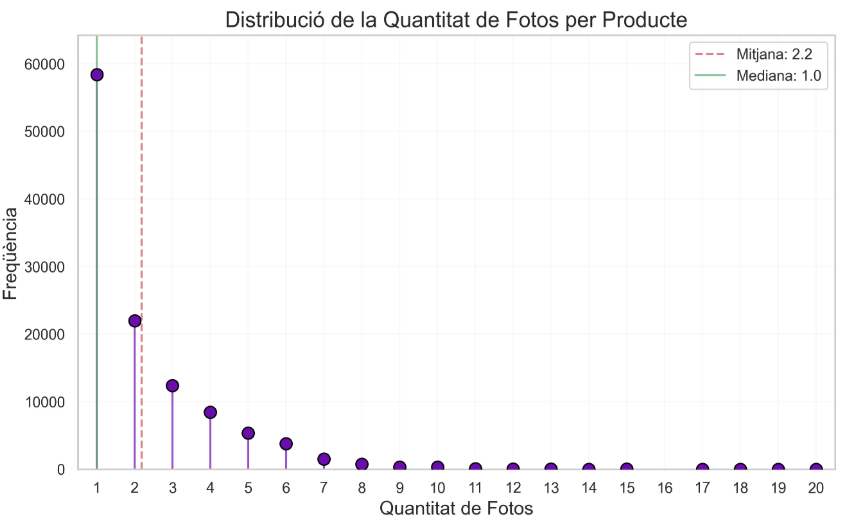 Distribució de la Quantitat de Fotos per Producte
Mitjana: 2.2
Mediana: 1.0
60000
50000
40000
30000
20000
10000
0
Freqüència
1 2 3 4 5 6 7 8 9 10 11 12 13 14 15 16 17 18 19 20
Quantitat de Fotos